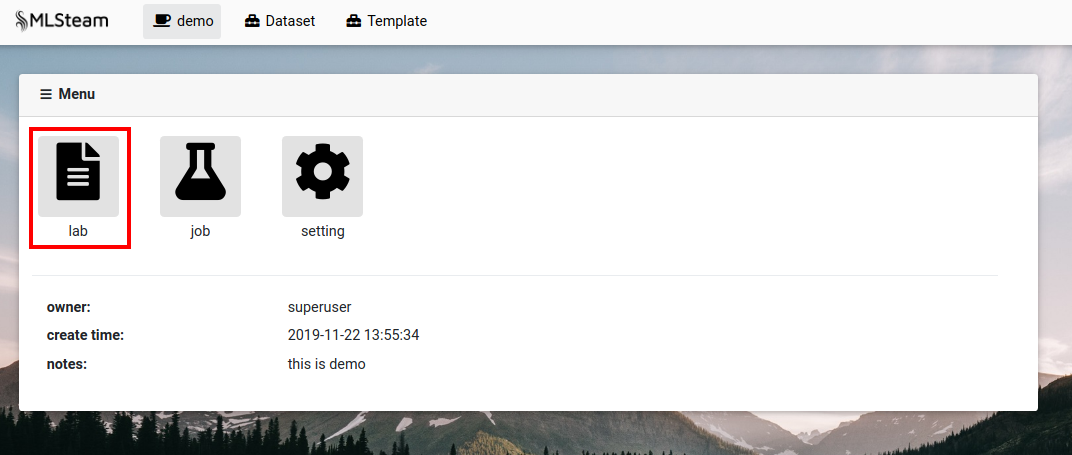 MLSteam demo Dataset Template
Menu
lab job setting
owner: superuser
create time: 2019-11-22 13:55:34
notes: this is demo